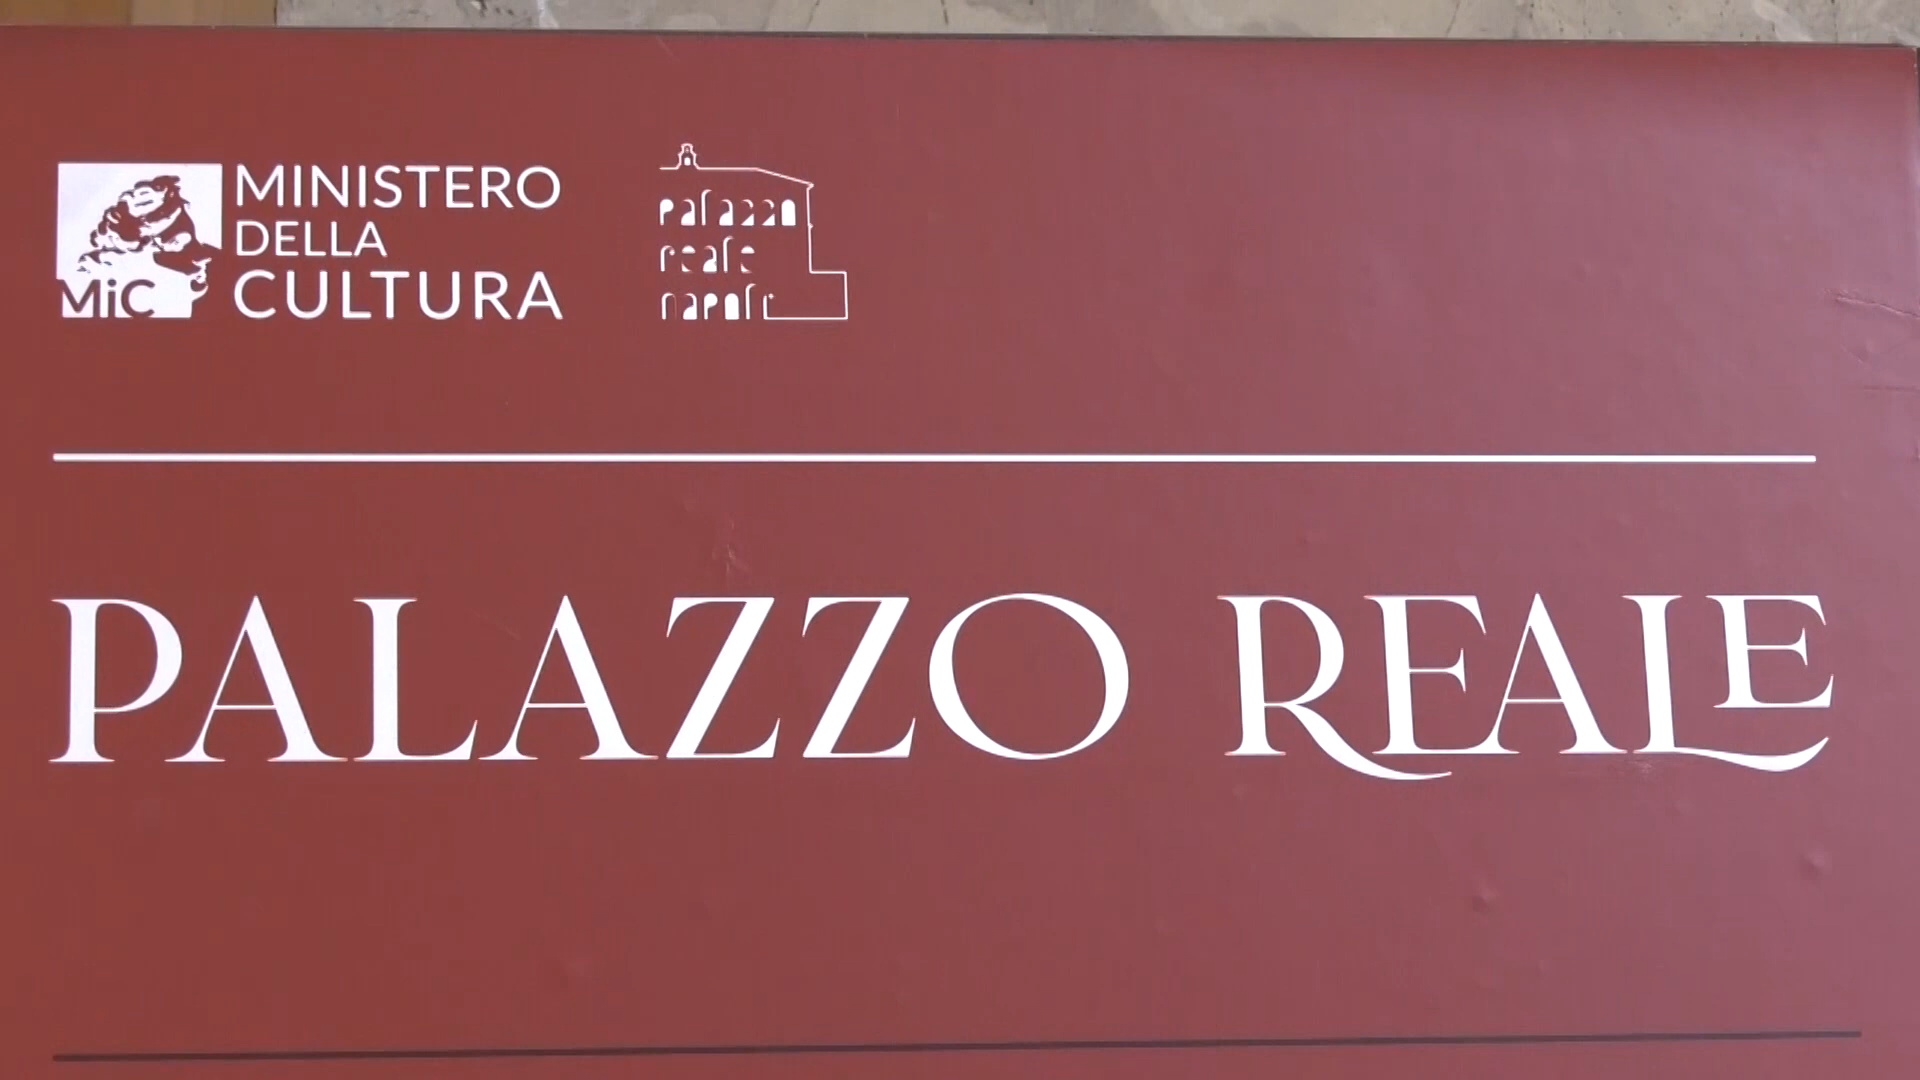 MINISTERO
DELLA
CULTURA
MiC
palazzo
reale
napoli
PALAZZO REALE